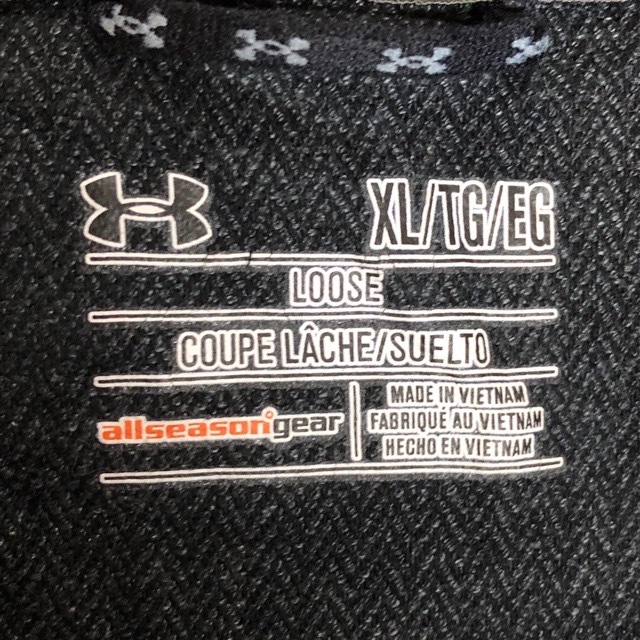 XL/TG/EG
LOOSE
COUPE LÂCHE/SUELTO
allseasongear
MADE IN VIETNAM
FABRIQUÉ AU VIETNAM
HECHO EN VIETNAM